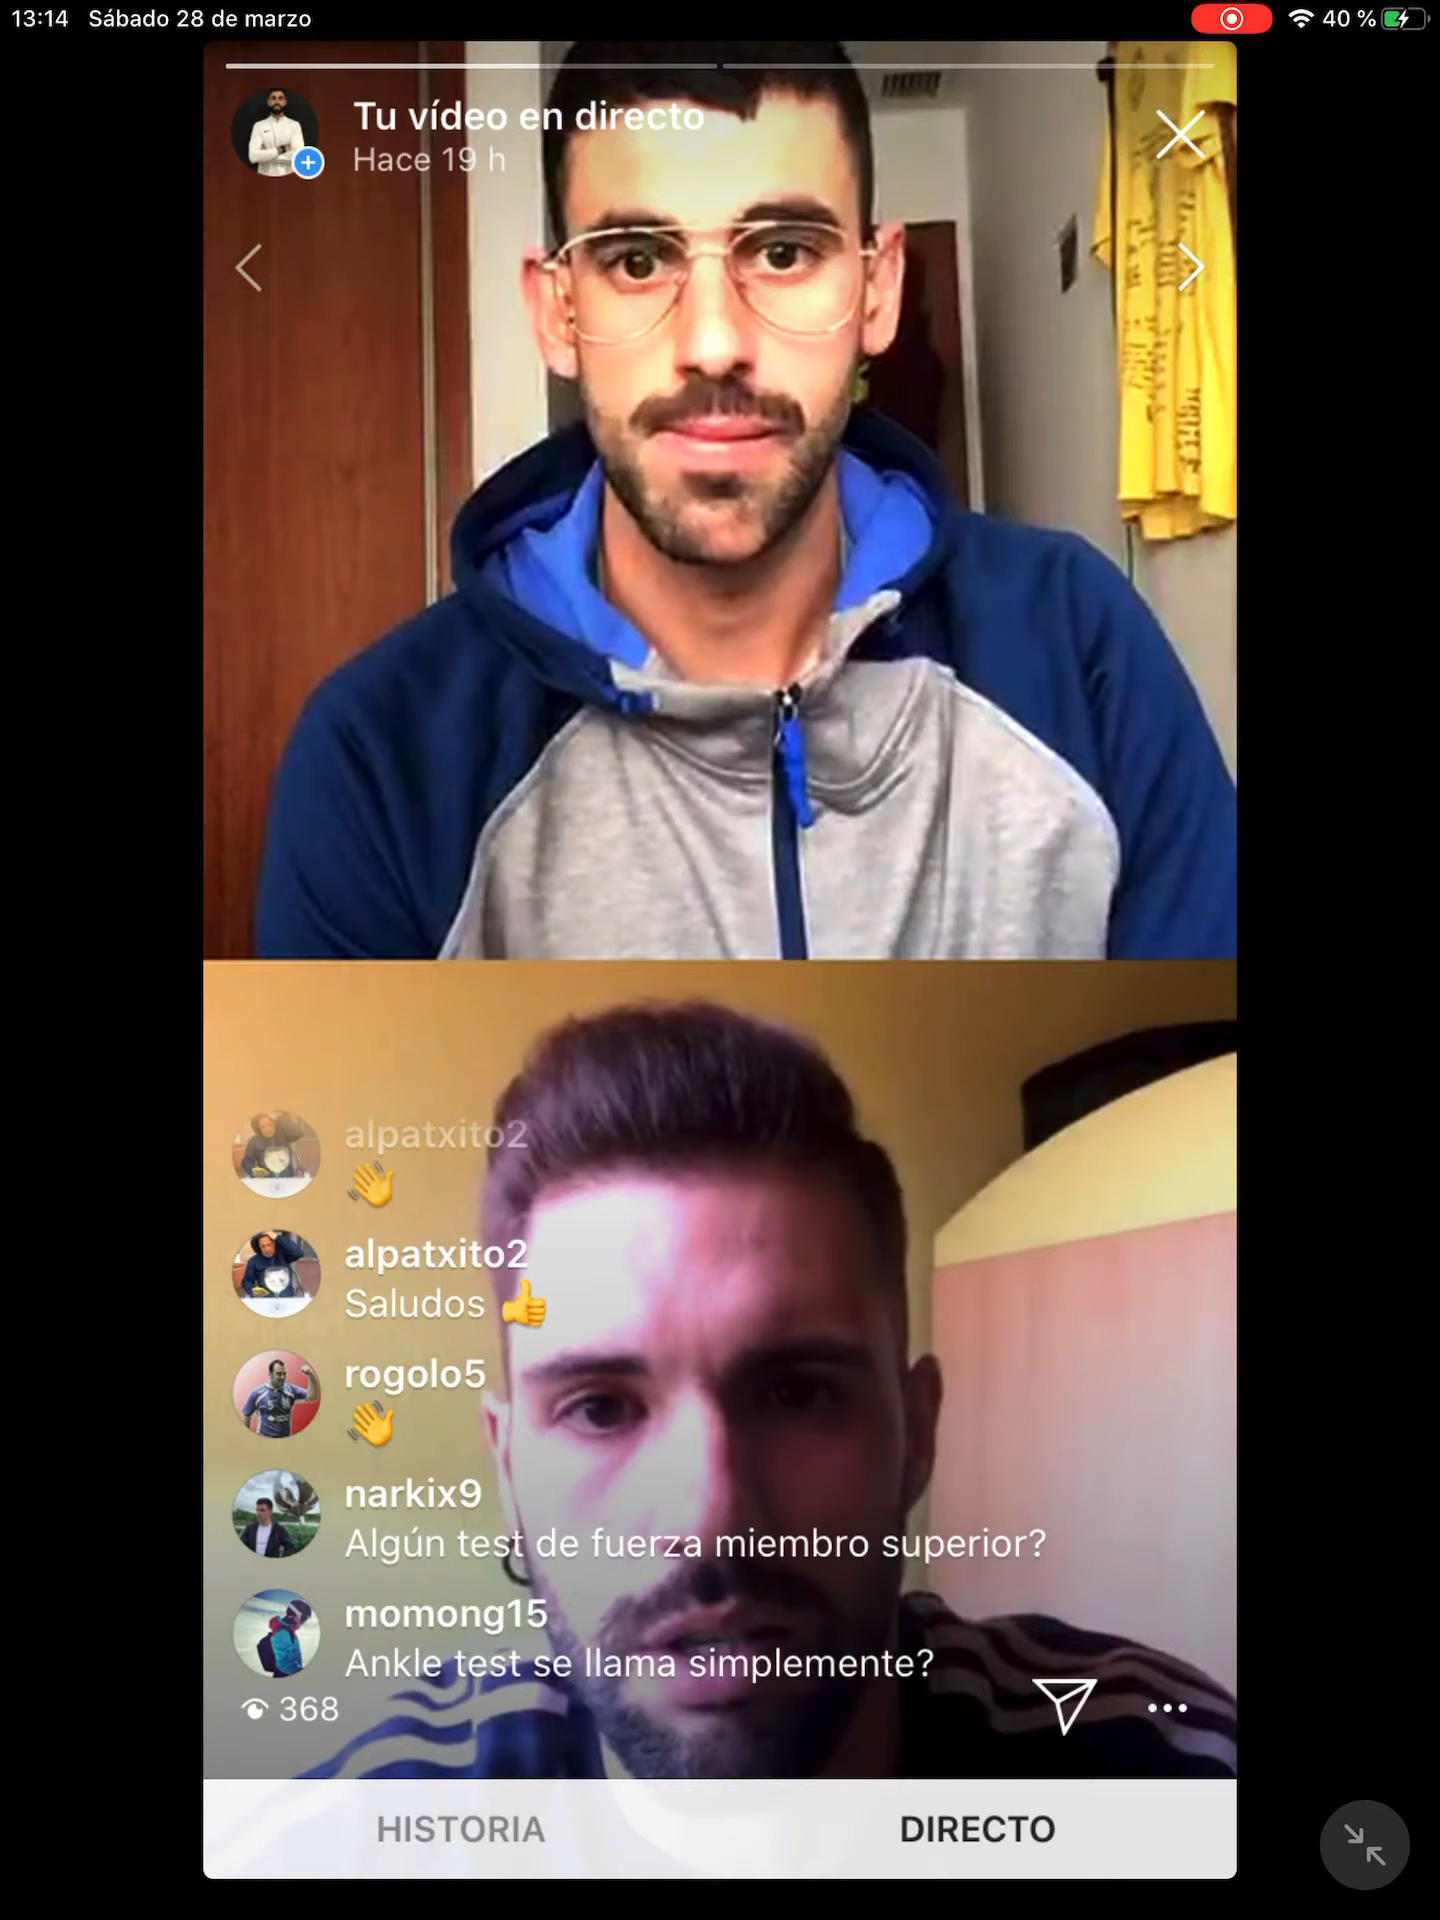 13:14 Sábado 28 de marzo
40 %
Tu vídeo en directo
Hace 19 h
alpatxito2
👋
alpatxito2
Saludos 👍
rogolo5
👋
narkix9
Algún test de fuerza miembro superior?
momong15
Ankle test se llama simplemente?
368
HISTORIA
DIRECTO